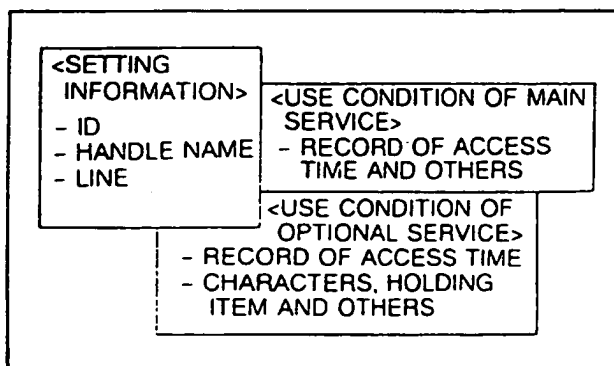 <SETTING
INFORMATION>
- ID
- HANDLE NAME
- LINE
<USE CONDITION OF MAIN
SERVICE>
- RECORD OF ACCESS
TIME AND OTHERS
<USE CONDITION OF
OPTIONAL SERVICE>
- RECORD OF ACCESS TIME
- CHARACTERS, HOLDING
ITEM AND OTHERS